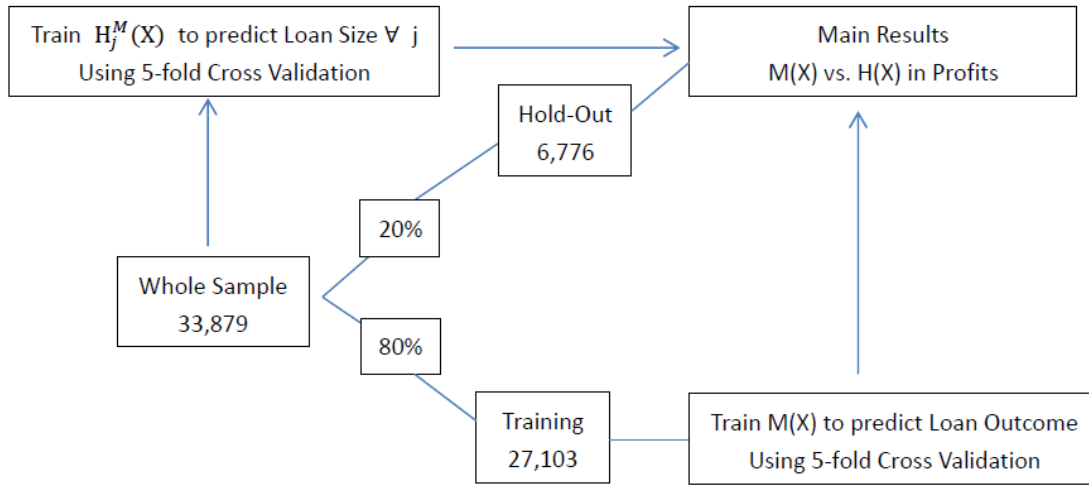 Train H_j^M(X) to predict Loan Size ∀ j
Using 5-fold Cross Validation
Main Results
M(X) vs. H(X) in Profits
Hold-Out
6,776
20%
Whole Sample
33,879
80%
Training
27,103
Train M(X) to predict Loan Outcome
Using 5-fold Cross Validation